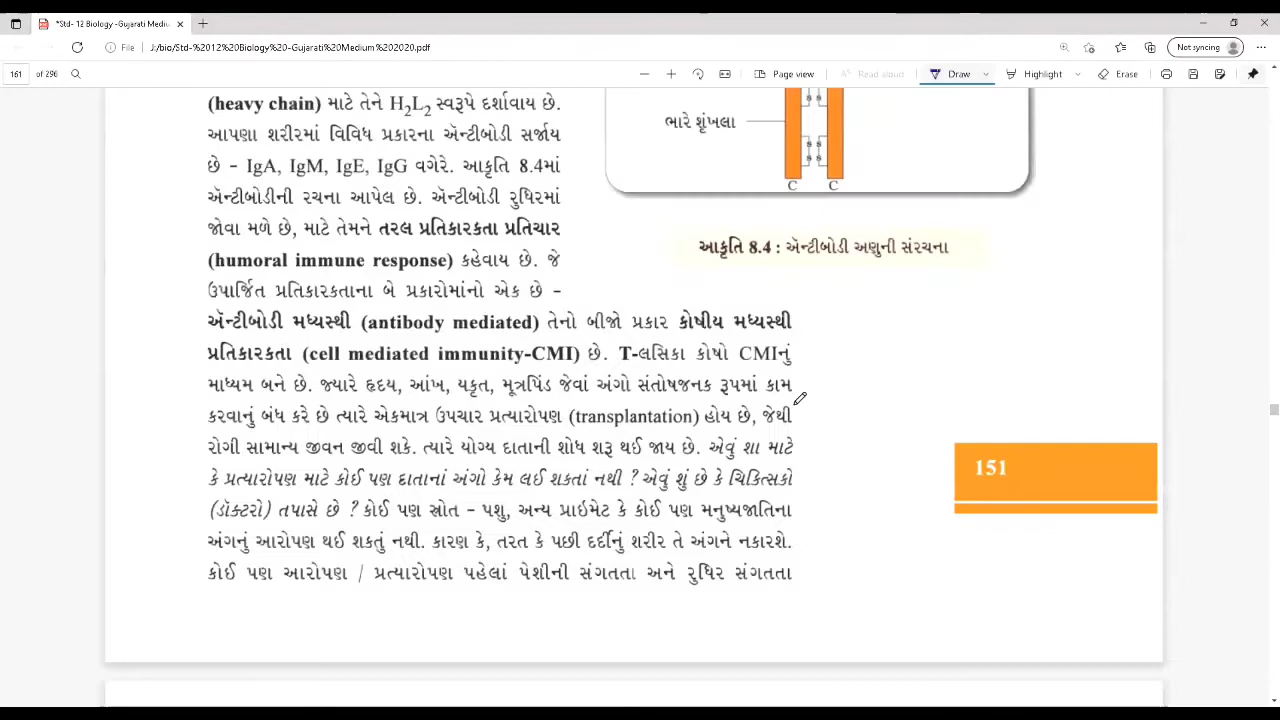 *Std- 12 Biology -Gujarati Mediu
File
J:/bio/Std-%2012%20Biology%20-Gujarati%20Medium%202020.pdf
Not syncing
161 of 296
Page view
Read aloud
Draw
Highlight
Erase
(heavy chain) માટે તેને H2L2 સ્વરૂપે દર્શાવાય છે.
આપણા શરીરમાં વિવિધ પ્રકારના ઍન્ટીબોડી સર્જાય
છે – IgA, IgM, IgE, IgG વગેરે. આકૃતિ 8.4માં
ઍન્ટીબોડીની રચના આપેલ છે. ઍન્ટીબોડી રુધિરમાં
જોવા મળે છે, માટે તેમને તરલ પ્રતિકારકતા પ્રતિચાર
(humoral immune response) કહેવાય છે. જે
ઉપાર્જિત પ્રતિકારકતાના બે પ્રકારોમાંનો એક છે –
ભારે શૃંખલા
s s
s s
C C
આકૃતિ 8.4 : ઍન્ટીબોડી અણુની સંરચના
ઍન્ટીબોડી મધ્યસ્થી (antibody mediated) તેનો બીજો પ્રકાર કોષીય મધ્યસ્થી
પ્રતિકારકતા (cell mediated immunity-CMI) છે. T-લસિકા કોષો CMIનું
માધ્યમ બને છે. જ્યારે હૃદય, આંખ, યકૃત, મૂત્રપિંડ જેવાં અંગો સંતોષજનક રૂપમાં કામ
કરવાનું બંધ કરે છે ત્યારે એકમાત્ર ઉપચાર પ્રત્યારોપણ (transplantation) હોય છે, જેથી
રોગી સામાન્ય જીવન જીવી શકે. ત્યારે યોગ્ય દાતાની શોધ શરૂ થઈ જાય છે. એવું શા માટે
કે પ્રત્યારોપણ માટે કોઈ પણ દાતાનાં અંગો કેમ લઈ શકતાં નથી ? એવું શું છે કે ચિકિત્સકો
(ડૉક્ટરો) તપાસે છે ? કોઈ પણ સ્રોત – પશુ, અન્ય પ્રાઇમેટ કે કોઈ પણ મનુષ્યજાતિના
અંગનું આરોપણ થઈ શકતું નથી. કારણ કે, તરત કે પછી દર્દીનું શરીર તે અંગને નકારશે.
કોઈ પણ આરોપણ / પ્રત્યારોપણ પહેલાં પેશીની સંગતતા અને રુધિર સંગતતા
151